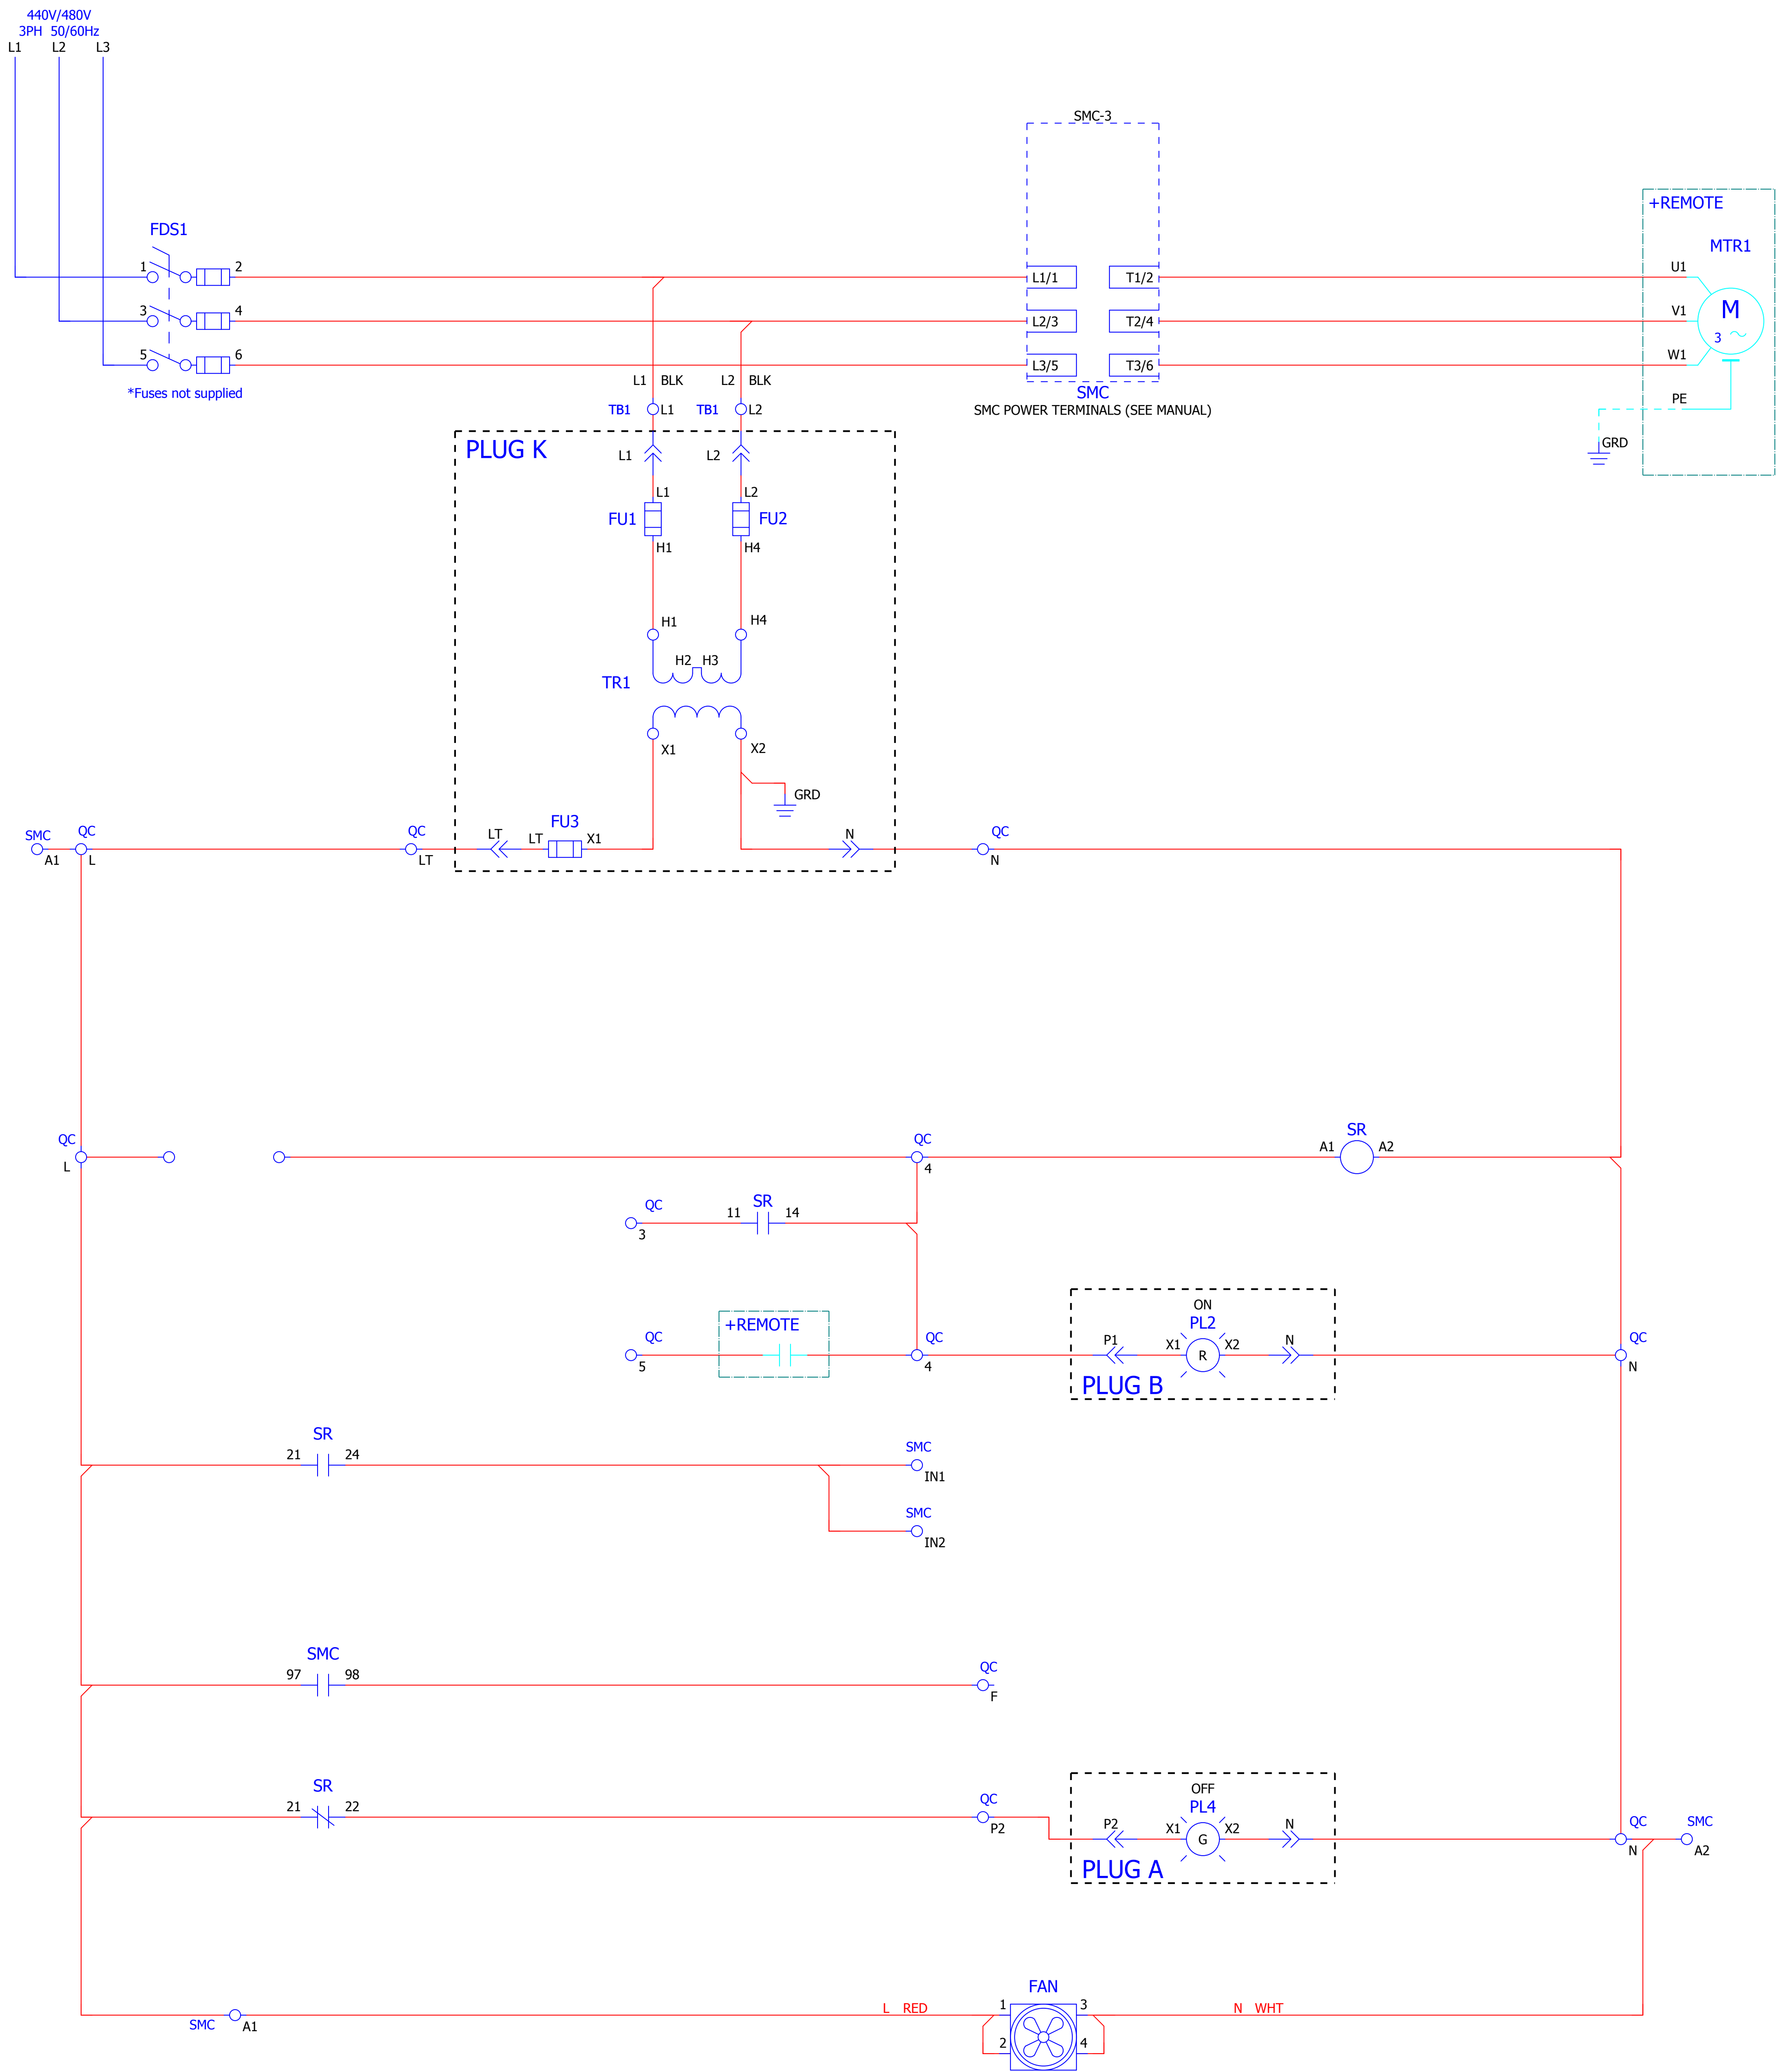 440V/480V
3PH 50/60Hz
L1 L2 L3
SMC-3
+REMOTE
FDS1
MTR1
1 2
L1/1 T1/2
U1
3 4
L2/3 T2/4
V1
M
3
5 6
L3/5 T3/6
W1
*Fuses not supplied
L1 BLK L2 BLK
SMC
PE
TB1 L1 TB1 L2
SMC POWER TERMINALS (SEE MANUAL)
GRD
PLUG K
L1 L2
L1 L2
FU1 FU2
H1 H4
H1 H4
H2 H3
TR1
X1 X2
GRD
SMC QC QC
FU3
LT LT X1
N
QC
A1 L LT
N
QC
L
QC
4
SR
A1 A2
QC
3
SR
11 14
QC
5
+REMOTE
QC
4
ON
PL2
P1 X1 R X2 N
PLUG B
QC
N
SR
21 24
SMC
IN1
SMC
IN2
SMC
97 98
QC
F
SR
21 22
QC
P2
OFF
PL4
P2 X1 G X2 N
PLUG A
QC
N
SMC
A2
FAN
SMC A1
L RED
1 3
2 4
N WHT